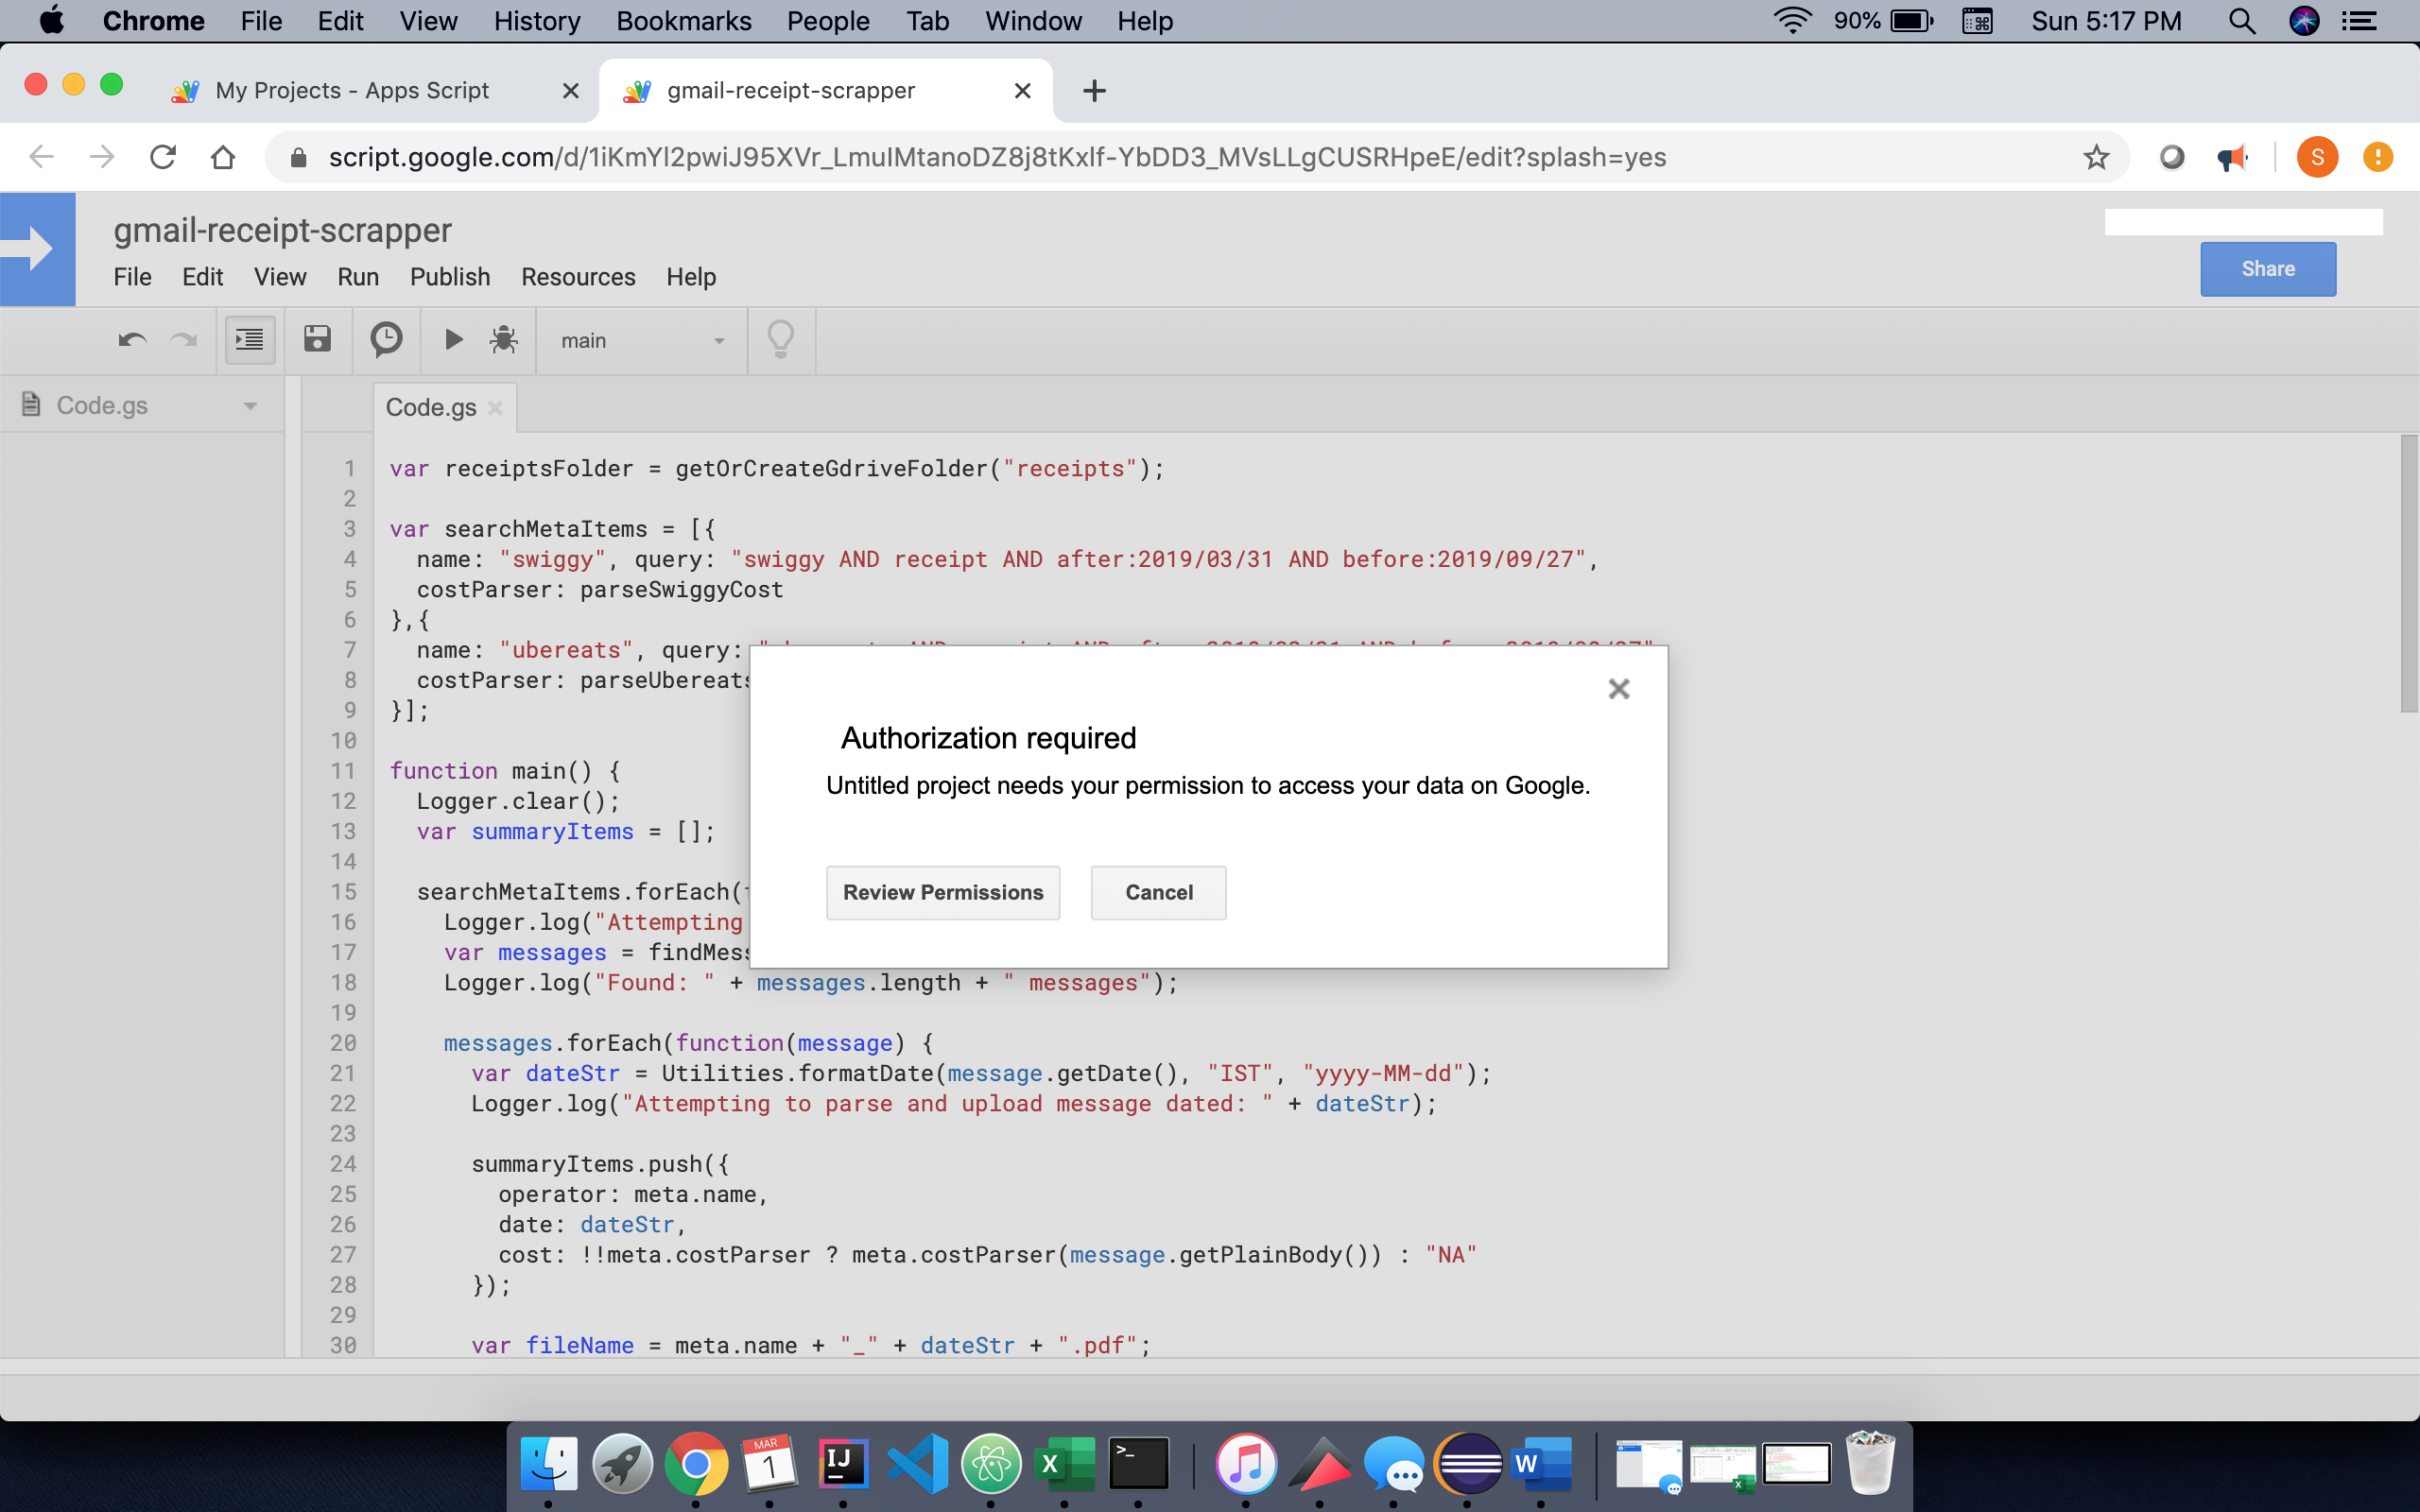 Chrome File Edit View History Bookmarks People Tab Window Help 90% Sun 5:17 PM
My Projects - Apps Script gmail-receipt-scrapper
script.google.com/d/1iKmYl2pwiJ95XVr_LmuIMtanoDZ8j8tKxlf-YbDD3_MVsLLgCUSRHpeE/edit?splash=yes S
gmail-receipt-scrapper
File Edit View Run Publish Resources Help
Share
main
Code.gs
Code.gs
1 var receiptsFolder = getOrCreateGdriveFolder("receipts");
2
3 var searchMetaItems = [{
4 name: "swiggy", query: "swiggy AND receipt AND after:2019/03/31 AND before:2019/09/27",
5 costParser: parseSwiggyCost
6 },{
7 name: "ubereats", query:
8 costParser: parseUbereats
9 }];
10
11 function main() {
12 Logger.clear();
13 var summaryItems = [];
14
15 searchMetaItems.forEach(
16 Logger.log("Attempting
17 var messages = findMess
18 Logger.log("Found: " + messages.length + " messages");
19
20 messages.forEach(function(message) {
21 var dateStr = Utilities.formatDate(message.getDate(), "IST", "yyyy-MM-dd");
22 Logger.log("Attempting to parse and upload message dated: " + dateStr);
23
24 summaryItems.push({
25 operator: meta.name,
26 date: dateStr,
27 cost: !!meta.costParser ? meta.costParser(message.getPlainBody()) : "NA"
28 });
29
30 var fileName = meta.name + "_" + dateStr + ".pdf";
Authorization required
Untitled project needs your permission to access your data on Google.
Review Permissions Cancel
MAR
1
IJ
X
>_
W